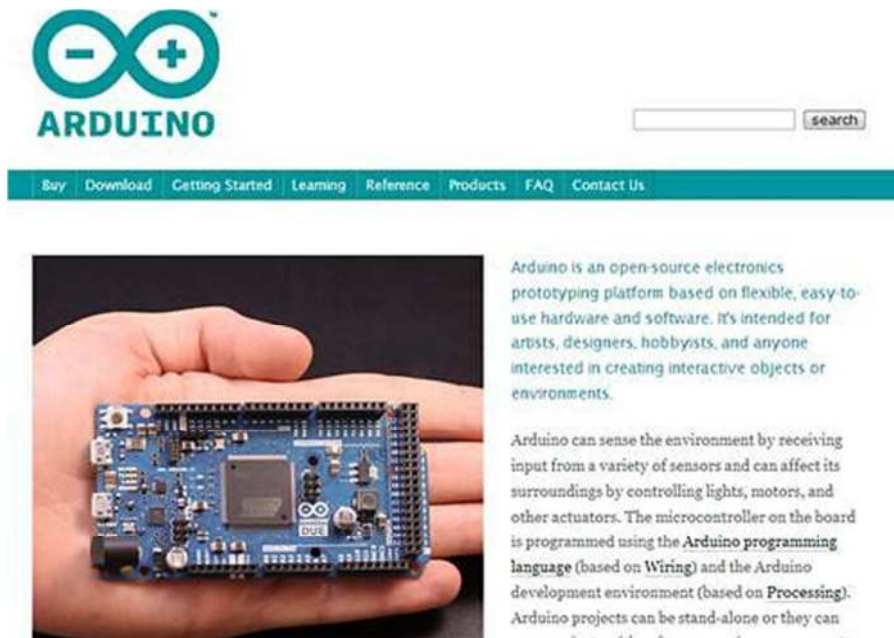 ARDUINO
search
Buy Download Getting Started Learning Reference Products FAQ Contact Us
Arduino is an open-source electronics
prototyping platform based on flexible, easy-to-
use hardware and software. It's intended for
artists, designers, hobbyists, and anyone
interested in creating interactive objects or
environments.
Arduino can sense the environment by receiving
input from a variety of sensors and can affect its
surroundings by controlling lights, motors, and
other actuators. The microcontroller on the board
is programmed using the Arduino programming
language (based on Wiring) and the Arduino
development environment (based on Processing).
Arduino projects can be stand-alone or they can
DUE